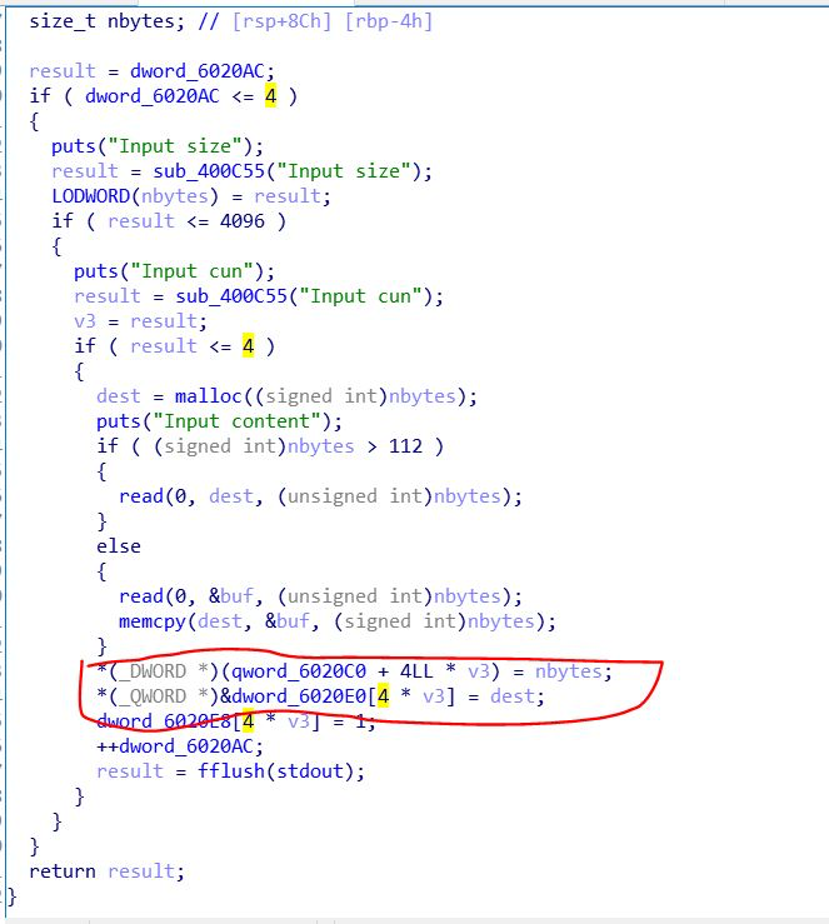 size_t nbytes; // [rsp+8Ch] [rbp-4h]
result = dword_6020AC;
if ( dword_6020AC <= 4 )
{
puts("Input size");
result = sub_400C55("Input size");
LODWORD(nbytes) = result;
if ( result <= 4096 )
{
puts("Input cun");
result = sub_400C55("Input cun");
v3 = result;
if ( result <= 4 )
{
dest = malloc((signed int)nbytes);
puts("Input content");
if ( (signed int)nbytes > 112 )
{
read(0, dest, (unsigned int)nbytes);
}
else
{
read(0, &buf, (unsigned int)nbytes);
memcpy(dest, &buf, (signed int)nbytes);
}
*(_DWORD *)(qword_6020C0 + 4LL * v3) = nbytes;
*(_QWORD *)&dword_6020E0[4 * v3] = dest;
dword_6020E8[4 * v3] = 1;
++dword_6020AC;
result = fflush(stdout);
}
}
}
return result;
}